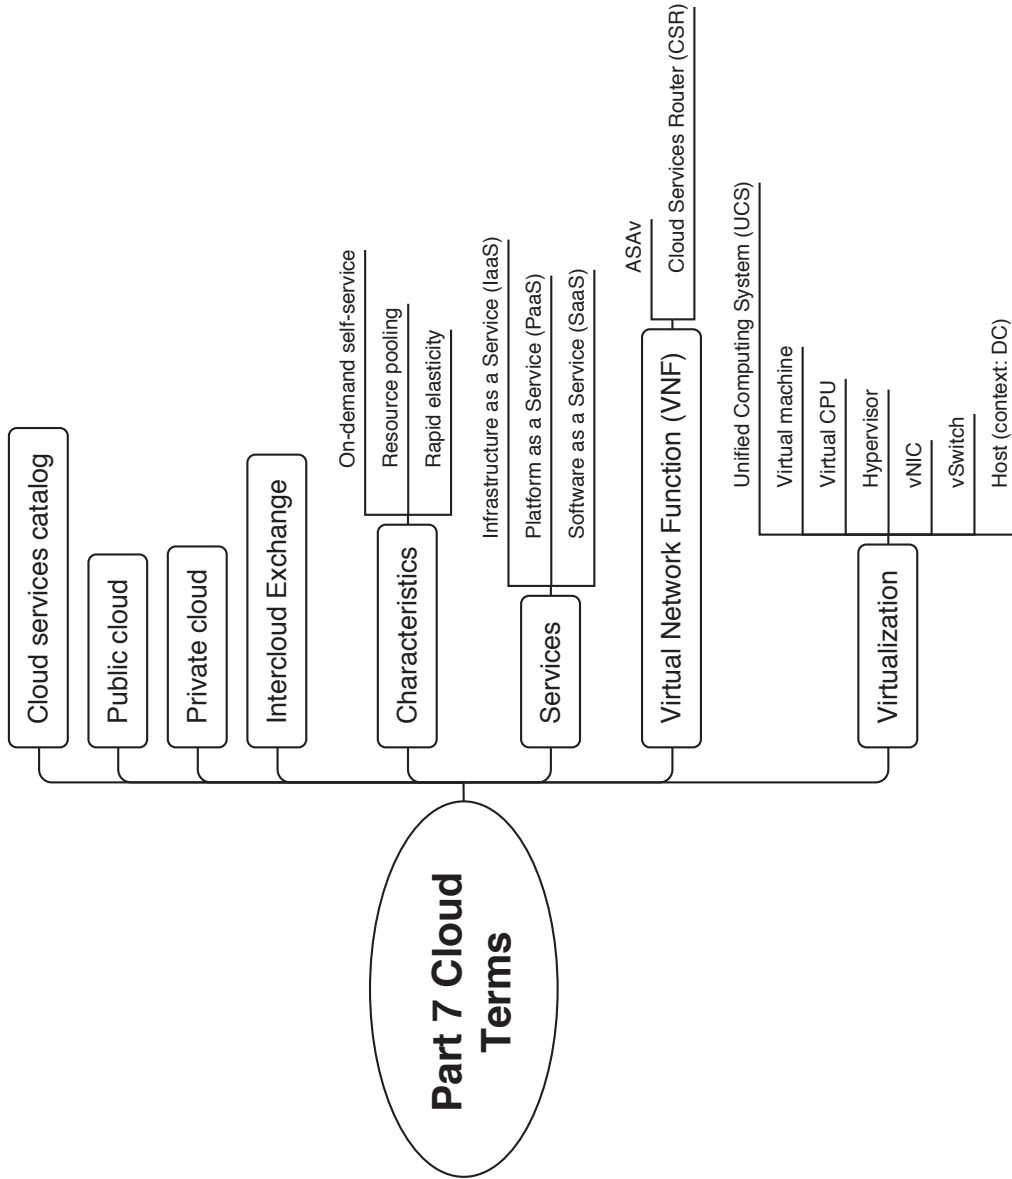 Part 7 Cloud
Terms
Cloud services catalog
Public cloud
Private cloud
Intercloud Exchange
Characteristics
On-demand self-service
Resource pooling
Rapid elasticity
Services
Infrastructure as a Service (IaaS)
Platform as a Service (PaaS)
Software as a Service (SaaS)
Virtual Network Function (VNF)
ASAv
Cloud Services Router (CSR)
Virtualization
Unified Computing System (UCS)
Virtual machine
Virtual CPU
Hypervisor
vNIC
vSwitch
Host (context: DC)